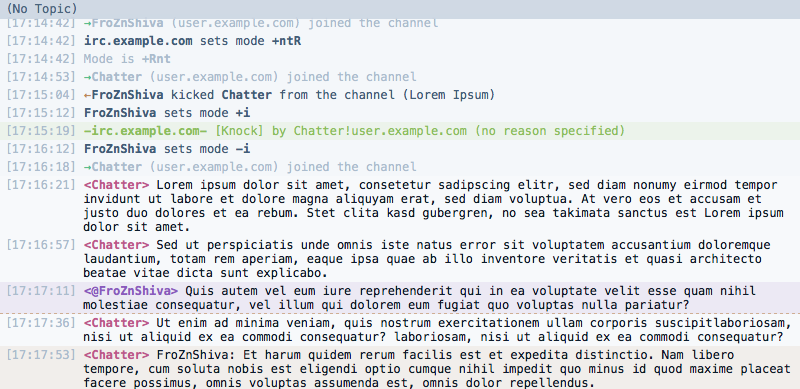 (No Topic)
[17:14:42] →FroZnShiva (user.example.com) joined the channel
[17:14:42] irc.example.com sets mode +ntR
[17:14:42] Mode is +Rnt
[17:14:53] →Chatter (user.example.com) joined the channel
[17:15:04] ←FroZnShiva kicked Chatter from the channel (Lorem Ipsum)
[17:15:12] FroZnShiva sets mode +i
[17:15:19] –irc.example.com– [Knock] by Chatter!user.example.com (no reason specified)
[17:16:12] FroZnShiva sets mode –i
[17:16:18] →Chatter (user.example.com) joined the channel
[17:16:21] <Chatter> Lorem ipsum dolor sit amet, consetetur sadipscing elitr, sed diam nonumy eirmod tempor
invidunt ut labore et dolore magna aliquyam erat, sed diam voluptua. At vero eos et accusam et
justo duo dolores et ea rebum. Stet clita kasd gubergren, no sea takimata sanctus est Lorem ipsum
dolor sit amet.
[17:16:57] <Chatter> Sed ut perspiciatis unde omnis iste natus error sit voluptatem accusantium doloremque
laudantium, totam rem aperiam, eaque ipsa quae ab illo inventore veritatis et quasi architecto
beatae vitae dicta sunt explicabo.
[17:17:11] <@FroZnShiva> Quis autem vel eum iure reprehenderit qui in ea voluptate velit esse quam nihil
molestiae consequatur, vel illum qui dolorem eum fugiat quo voluptas nulla pariatur?
[17:17:36] <Chatter> Ut enim ad minima veniam, quis nostrum exercitationem ullam corporis suscipitlaboriosam,
nisi ut aliquid ex ea commodi consequatur? laboriosam, nisi ut aliquid ex ea commodi consequatur?
[17:17:53] <Chatter> FroZnShiva: Et harum quidem rerum facilis est et expedita distinctio. Nam libero
tempore, cum soluta nobis est eligendi optio cumque nihil impedit quo minus id quod maxime placeat
facere possimus, omnis voluptas assumenda est, omnis dolor repellendus.